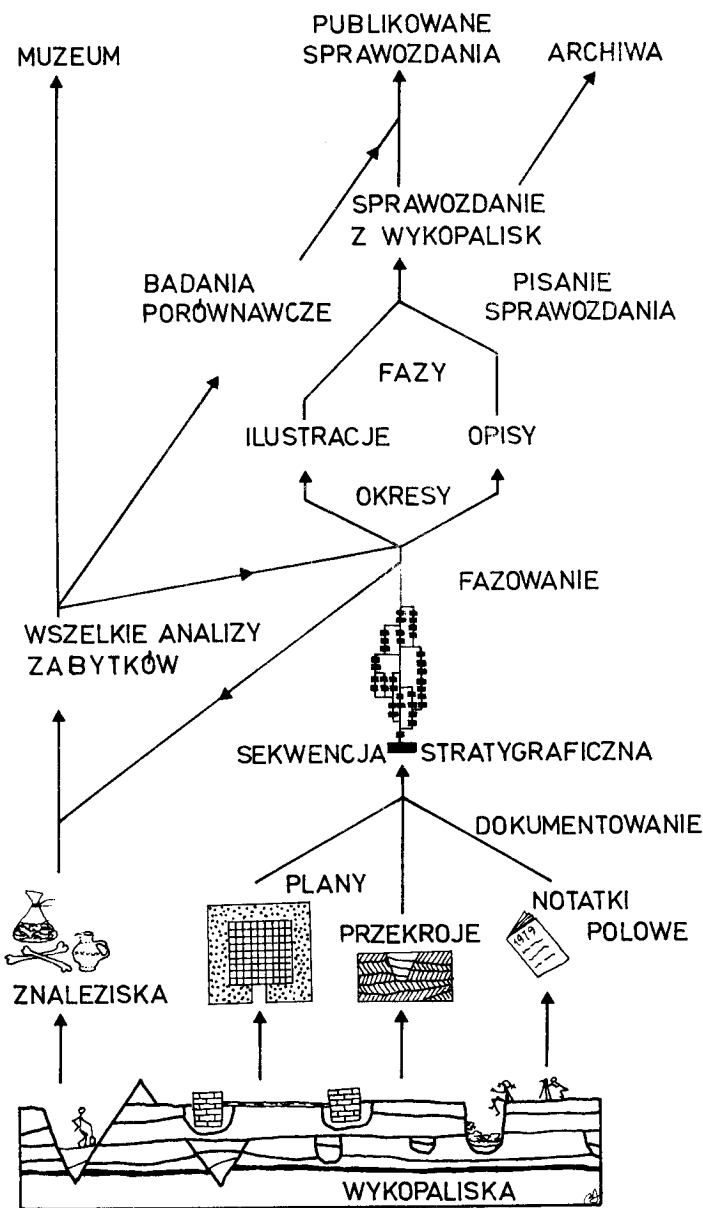 MUZEUM
PUBLIKOWANE
SPRAWOZDANIA
ARCHIWA
SPRAWOZDANIE
Z WYKOPALISK
BADANIA
PORÓWNAWCZE
PISANIE
SPRAWOZDANIA
FAZY
ILUSTRACJE
OPISY
OKRESY
FAZOWANIE
WSZELKIE ANALIZY
ZABYTKÓW
SEKWENCJA STRATYGRAFICZNA
DOKUMENTOWANIE
PLANY
NOTATKI
POLOWE
PRZEKROJE
1979
ZNALEZISKA
WYKOPALISKA